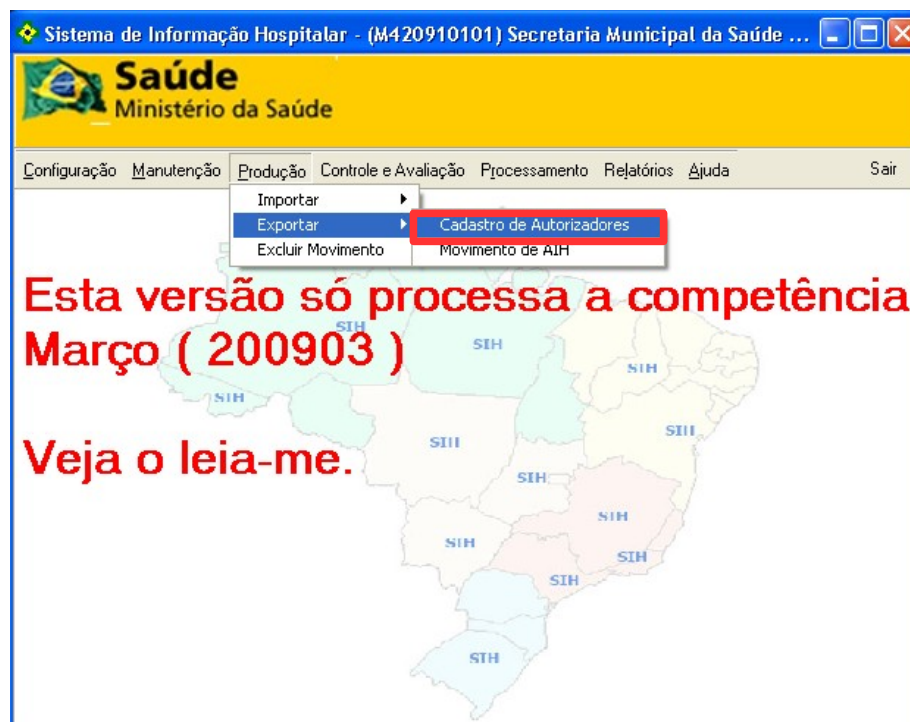 Sistema de Informação Hospitalar - (M420910101) Secretaria Municipal da Saúde ...
Saúde
Ministério da Saúde
Configuração Manutenção Produção Controle e Avaliação Processamento Relatórios Ajuda Sair
Importar
Exportar Cadastro de Autorizadores
Excluir Movimento Movimento de AIH
Esta versão só processa a competência
Março ( 200903 )
Veja o leia-me.
SIH
SIH
SIH
SIH
SIH
SIH
SIH
SIH
SIH
SIH
SIH
SIH